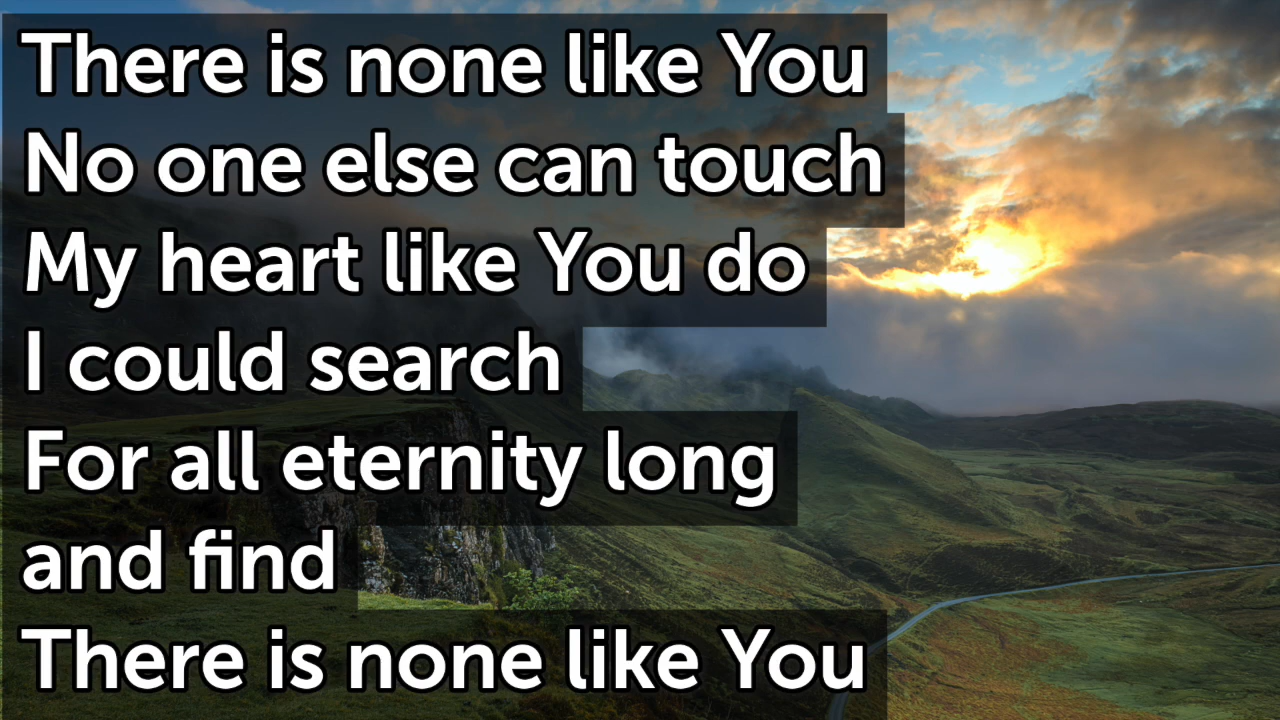 There is none like You
No one else can touch
My heart like You do
I could search
For all eternity long
and find
There is none like You